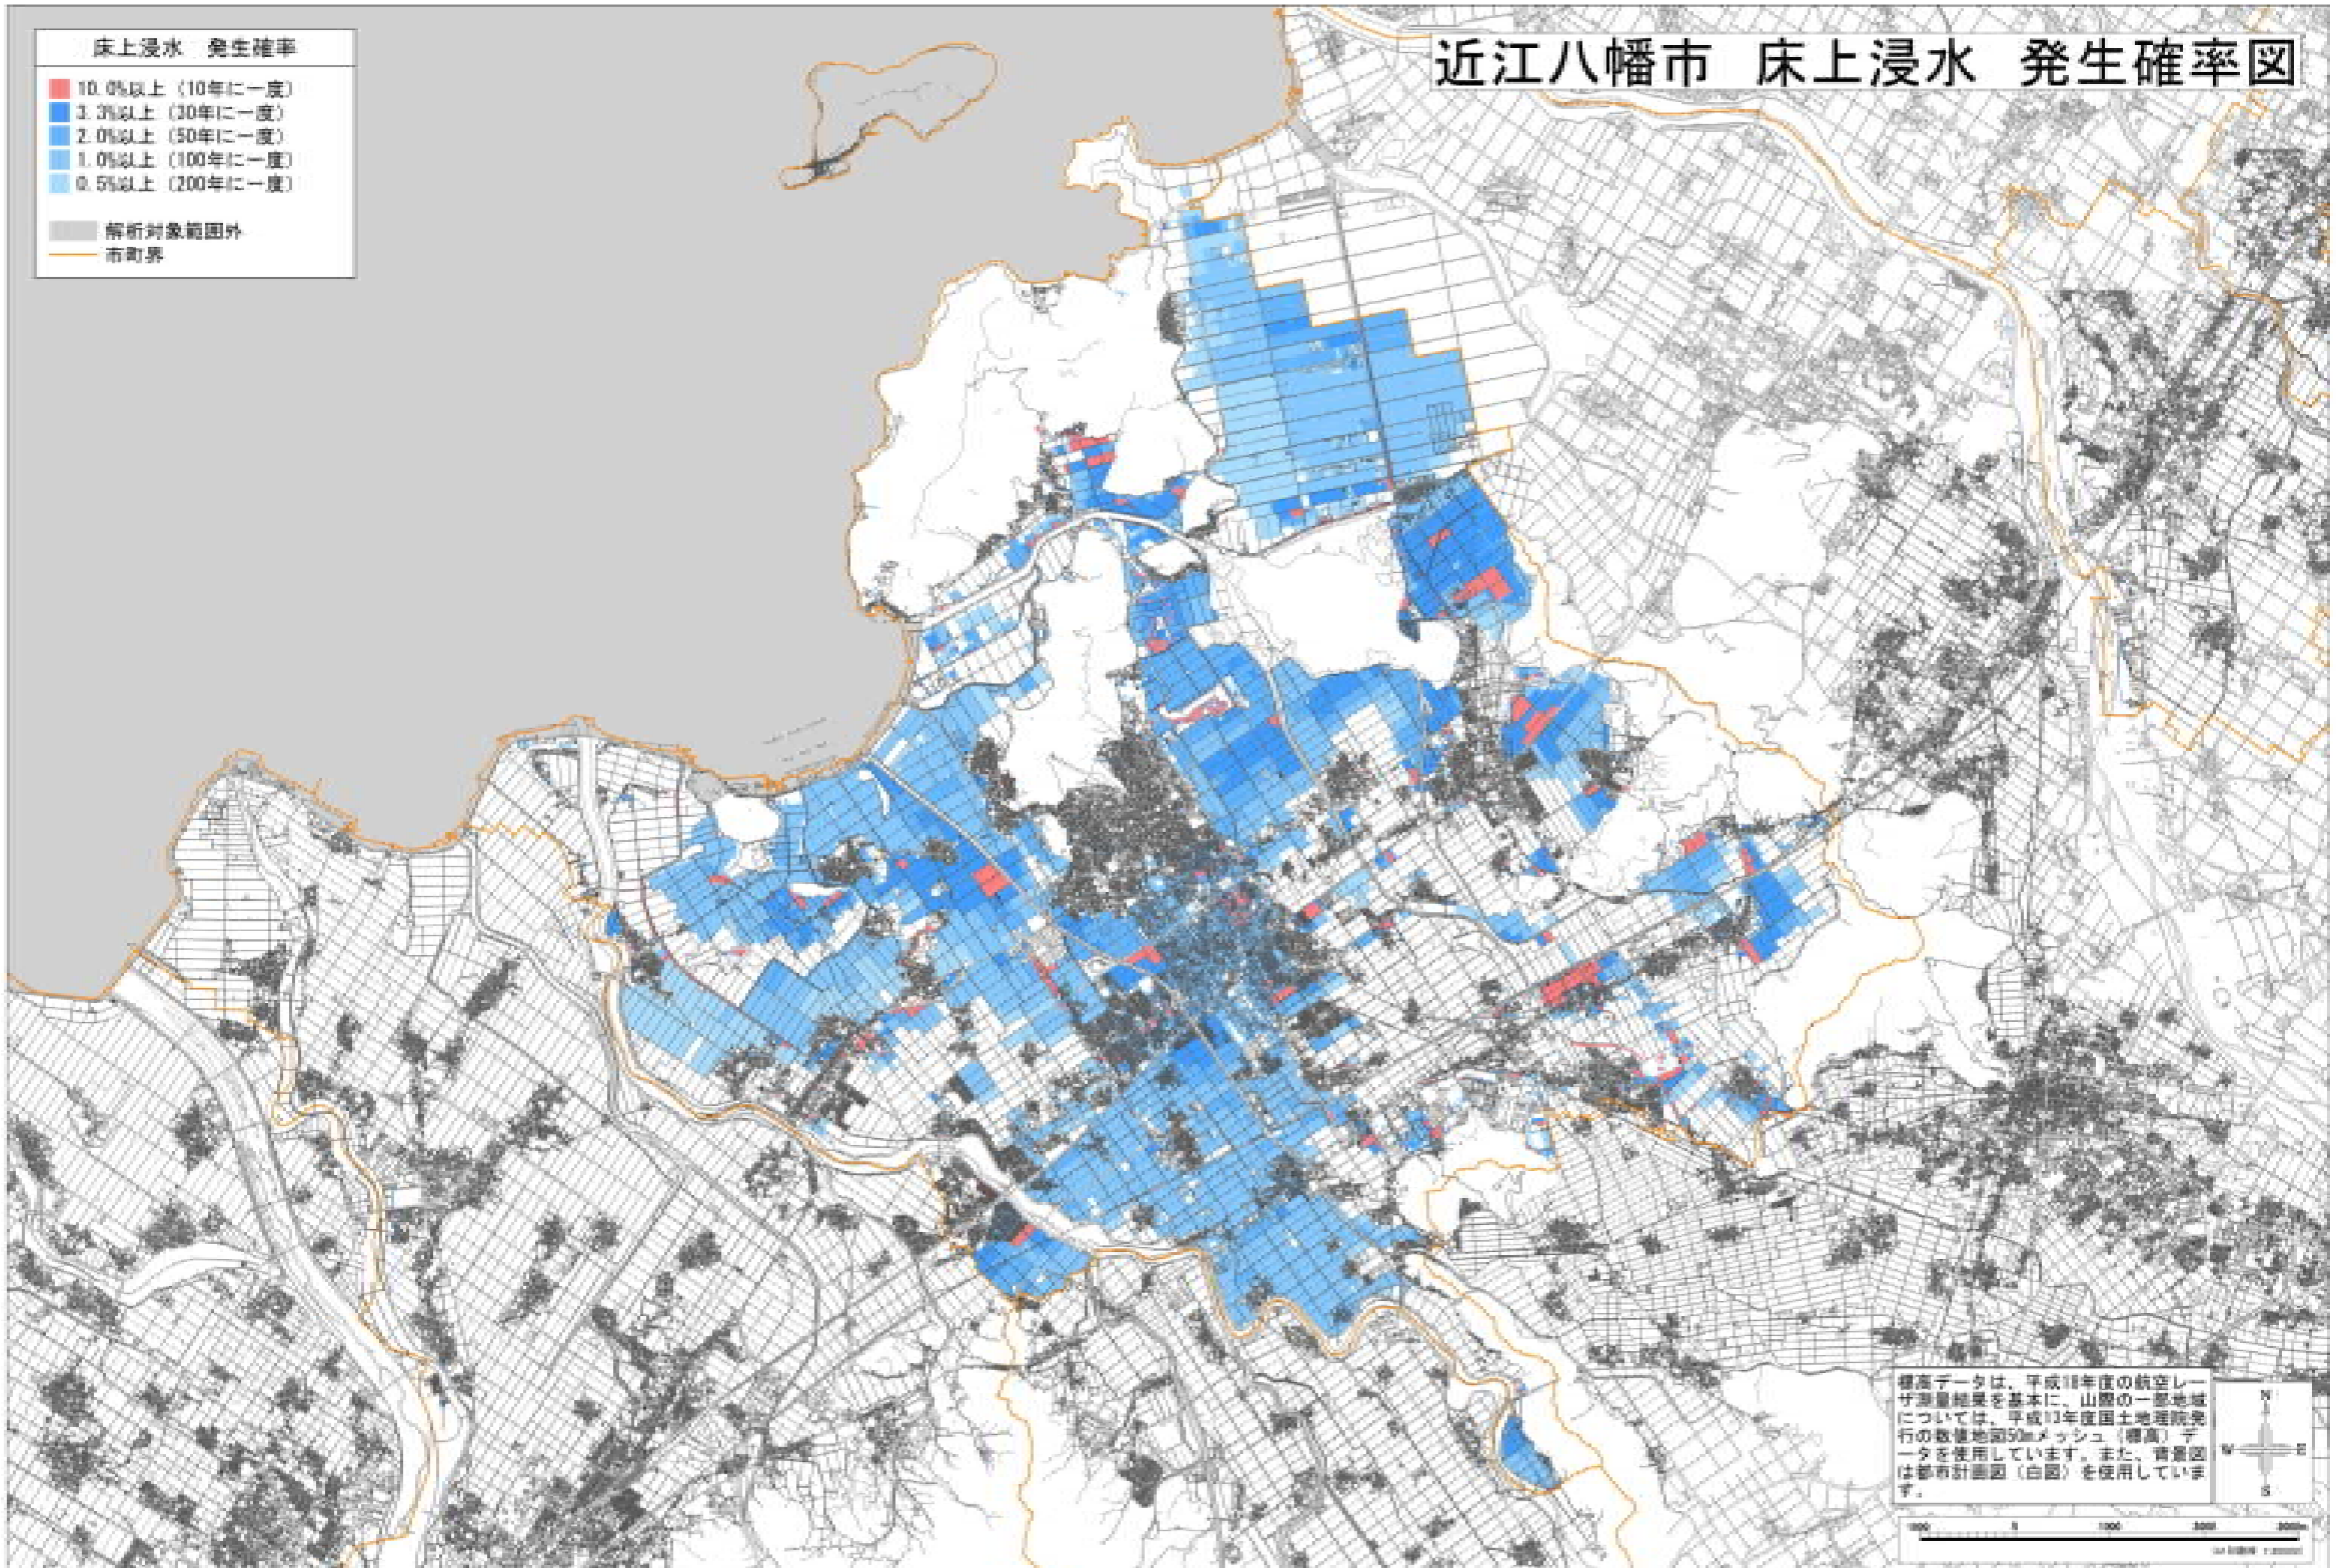 近江八幡市 床上浸水 発生確率図
床上浸水 発生確率
10.0%以上（10年に一度）
3.3%以上（30年に一度）
2.0%以上（50年に一度）
1.0%以上（100年に一度）
0.5%以上（200年に一度）
解析対象範囲外
市町界
標高データは、平成18年度の航空レー
ザ測量結果を基本に、山間の一部地域
については、平成13年度国土地理院発
行の数値地図50mメッシュ（標高）デ
ータを使用しています。また、背景図
は都市計画図（白図）を使用していま
す。
N
W E
S